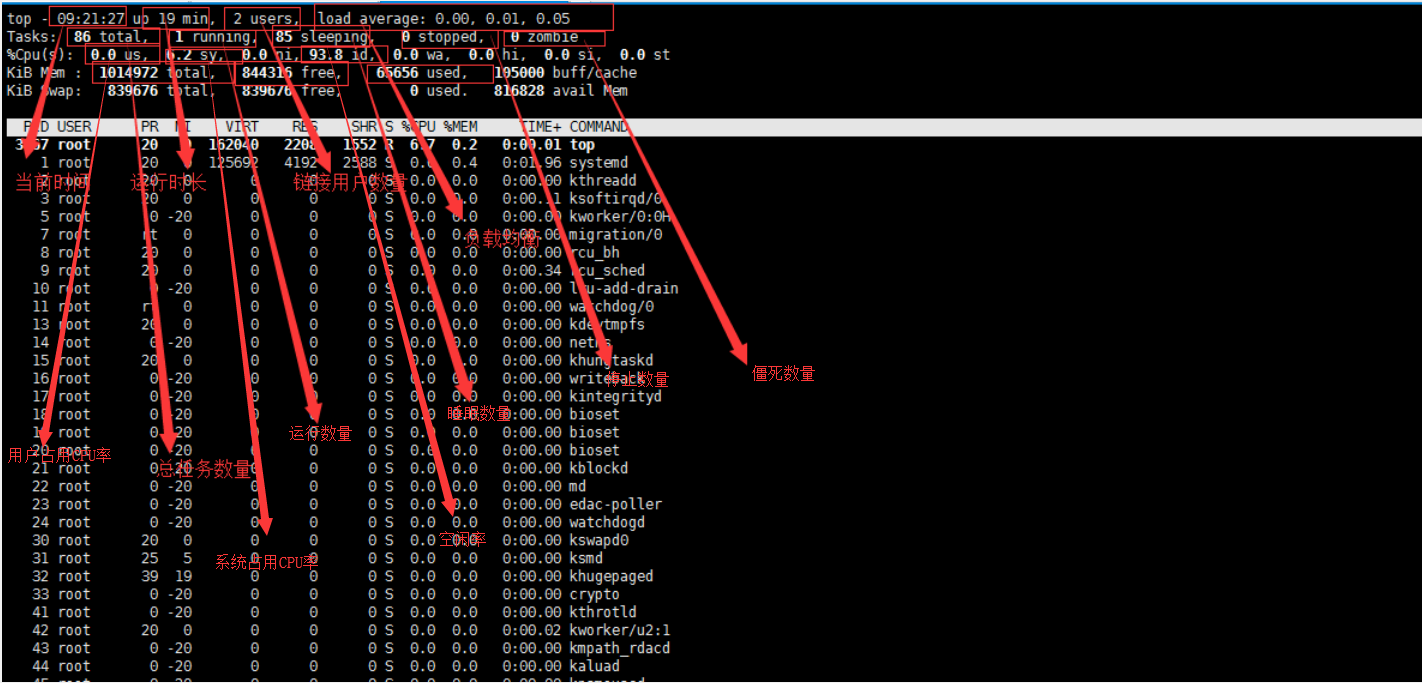 top - 09:21:27 up 19 min, 2 users, load average: 0.00, 0.01, 0.05
Tasks: 86 total, 1 running, 85 sleeping, 0 stopped, 0 zombie
%Cpu(s): 0.0 us, 6.2 sy, 0.0 ni, 93.8 id, 0.0 wa, 0.0 hi, 0.0 si, 0.0 st
KiB Mem : 1014972 total, 844316 free, 65656 used, 195000 buff/cache
KiB Swap: 839676 total, 839676 free, 0 used. 816828 avail Mem
PID USER PR NI VIRT RES SHR S %CPU %MEM TIME+ COMMAND
root 20 0 162040 2208 1552 R 6.7 0.2 0:00.01 top
1 root 20 0 125692 4192 2588 S 0.0 0.4 0:01.96 systemd
当前时间 运行时长 链接用户数量
2 root 20 0 0 0 0 S 0.0 0.0 0:00.00 kthreadd
3 root 20 0 0 0 0 S 0.0 0.0 0:00.11 ksoftirqd/0
5 root 0 -20 0 0 0 S 0.0 0.0 0:00.00 kworker/0:0H
7 root rt 0 0 0 0 S 0.0 0.0 0:00.00 migration/0
负载均衡
8 root 20 0 0 0 0 S 0.0 0.0 0:00.00 rcu_bh
9 root 20 0 0 0 0 S 0.0 0.0 0:00.34 rcu_sched
10 root 0 -20 0 0 0 S 0.0 0.0 0:00.00 lru-add-drain
11 root rt 0 0 0 0 S 0.0 0.0 0:00.00 watchdog/0
13 root 20 0 0 0 0 S 0.0 0.0 0:00.00 kdevtmpfs
14 root 0 -20 0 0 0 S 0.0 0.0 0:00.00 netns
15 root 20 0 0 0 0 S 0.0 0.0 0:00.00 khungtaskd
16 root 0 -20 0 0 0 S 0.0 0.0 0:00.00 writeback
停止数量 僵死数量
17 root 0 -20 0 0 0 S 0.0 0.0 0:00.00 kintegrityd
18 root 0 -20 0 0 0 S 0.0 0.0 0:00.00 bioset
睡眠数量
19 root 0 -20 0 0 0 S 0.0 0.0 0:00.00 bioset
运行数量
20 root 0 -20 0 0 0 S 0.0 0.0 0:00.00 bioset
用户占用CPU率
21 root 0 -20 0 0 0 S 0.0 0.0 0:00.00 kblockd
总任务数量
22 root 0 -20 0 0 0 S 0.0 0.0 0:00.00 md
23 root 0 -20 0 0 0 S 0.0 0.0 0:00.00 edac-poller
24 root 0 -20 0 0 0 S 0.0 0.0 0:00.00 watchdogd
30 root 20 0 0 0 0 S 0.0 0.0 0:00.00 kswapd0
空闲率
31 root 25 5 0 0 0 S 0.0 0.0 0:00.00 ksmd
系统占用CPU率
32 root 39 19 0 0 0 S 0.0 0.0 0:00.00 khugepaged
33 root 0 -20 0 0 0 S 0.0 0.0 0:00.00 crypto
41 root 0 -20 0 0 0 S 0.0 0.0 0:00.00 kthrotld
42 root 20 0 0 0 0 S 0.0 0.0 0:00.02 kworker/u2:1
43 root 0 -20 0 0 0 S 0.0 0.0 0:00.00 kmpath_rdacd
44 root 0 -20 0 0 0 S 0.0 0.0 0:00.00 kaluad